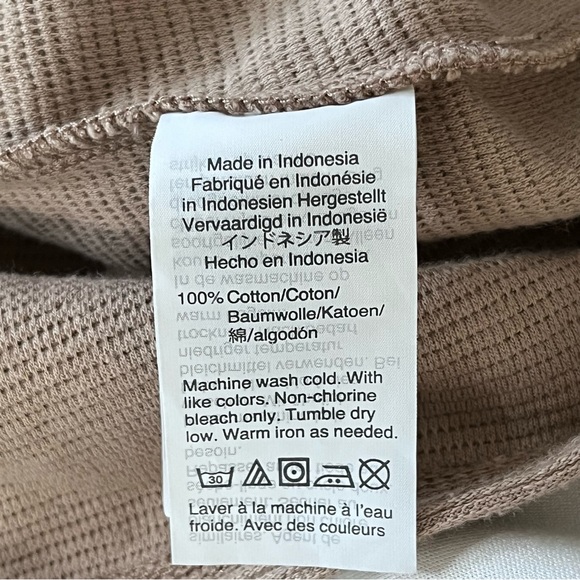 Made in Indonesia
Fabriqué en Indonésie
in Indonesien Hergestellt
Vervaardigd in Indonesië
インドネシア製
Hecho en Indonesia
100% Cotton/Coton/
Baumwolle/Katoen/
綿/algodón
Machine wash cold. With
like colors. Non-chlorine
bleach only. Tumble dry
low. Warm iron as needed.
30
Laver à la machine à l'eau
froide. Avec des couleurs